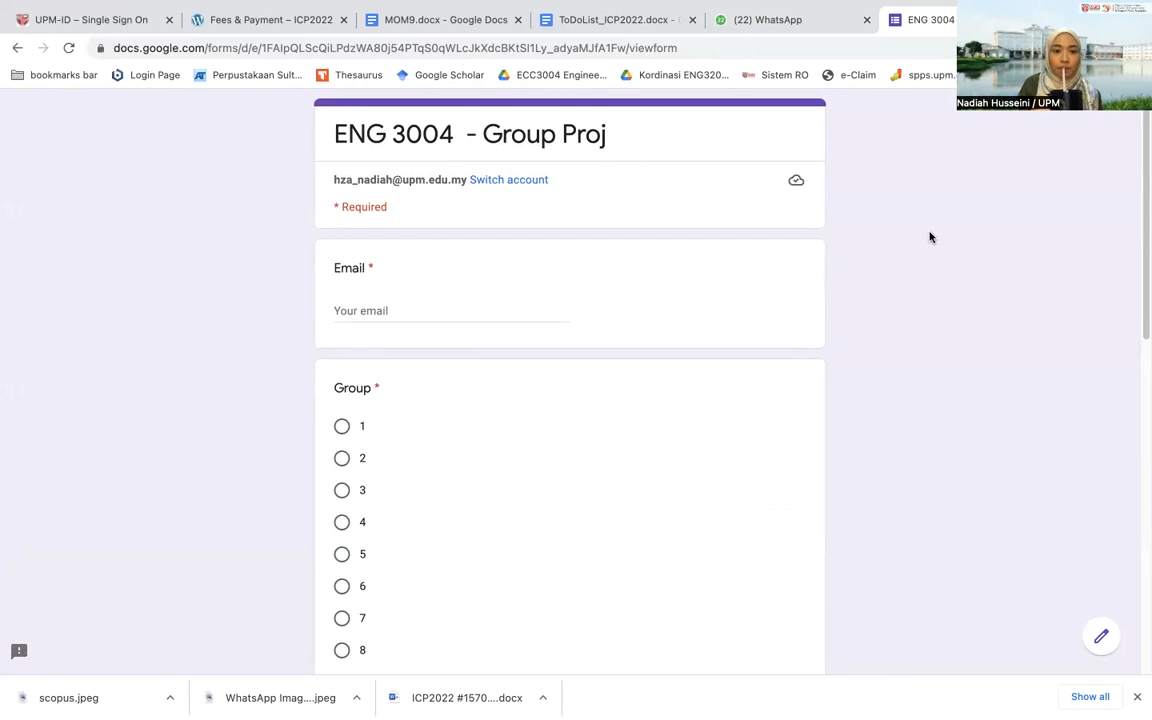 UPM-ID – Single Sign On
Fees & Payment – ICP2022
MOM9.docx - Google Docs
ToDoList_ICP2022.docx -
(22) WhatsApp
ENG 3004
docs.google.com/forms/d/e/1FAIpQLScQiLPdzWA80j54PTqS0qWLcJkXdcBKtSI1Ly_adyaMJfA1Fw/viewform
bookmarks bar
Login Page
Perpustakaan Sult...
Thesaurus
Google Scholar
ECC3004 Enginee...
Kordinasi ENG320...
Sistem RO
e-Claim
spps.upm.
Nadiah Husseini / UPM
ENG 3004 - Group Proj
hza_nadiah@upm.edu.my Switch account
* Required
Email *
Your email
Group *
1
2
3
4
5
6
7
8
scopus.jpeg
WhatsApp Imag....jpeg
ICP2022 #1570....docx
Show all